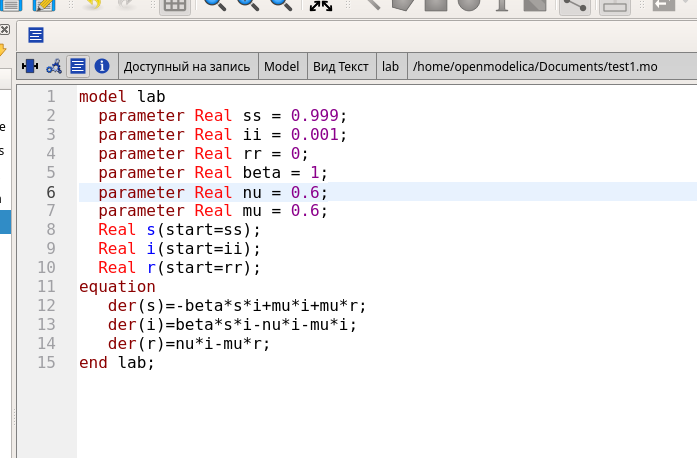 Доступный на запись Model Вид Текст lab /home/openmodelica/Documents/test1.mo
1 model lab
2 parameter Real ss = 0.999;
3 parameter Real ii = 0.001;
4 parameter Real rr = 0;
5 parameter Real beta = 1;
6 parameter Real nu = 0.6;
7 parameter Real mu = 0.6;
8 Real s(start=ss);
9 Real i(start=ii);
10 Real r(start=rr);
11 equation
12 der(s)=-beta*s*i+mu*i+mu*r;
13 der(i)=beta*s*i-nu*i-mu*i;
14 der(r)=nu*i-mu*r;
15 end lab;